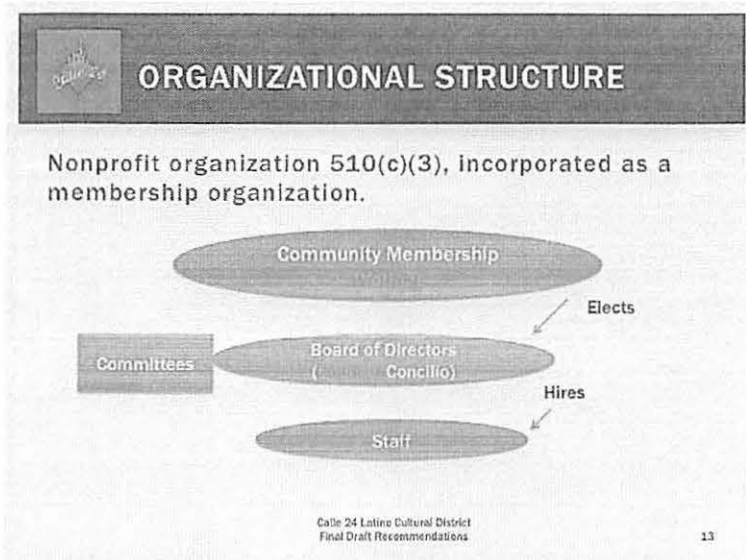 ORGANIZATIONAL STRUCTURE
Nonprofit organization 510(c)(3), incorporated as a
membership organization.
Community Membership
Elects
Committees
Board of Directors
( Concilio)
Hires
Staff
Calle 24 Latino Cultural District
Final Draft Recommendations
13